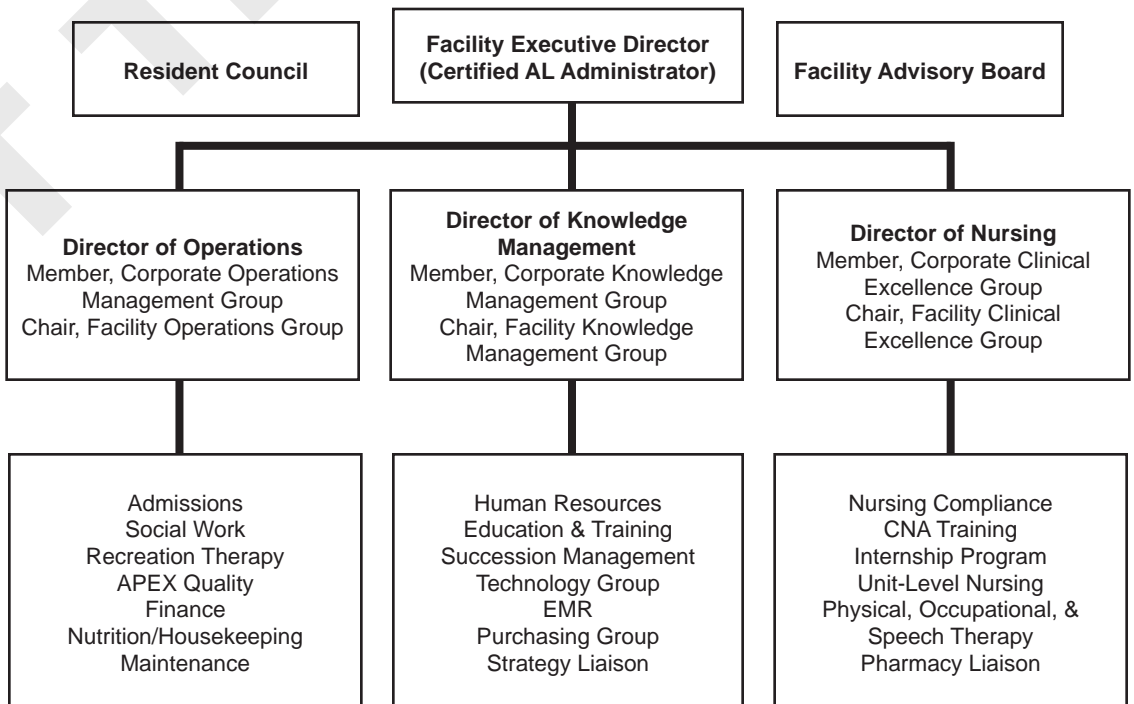 Resident Council
Facility Executive Director
(Certified AL Administrator)
Facility Advisory Board
Director of Operations
Member, Corporate Operations
Management Group
Chair, Facility Operations Group
Director of Knowledge
Management
Member, Corporate Knowledge
Management Group
Chair, Facility Knowledge
Management Group
Director of Nursing
Member, Corporate Clinical
Excellence Group
Chair, Facility Clinical
Excellence Group
Admissions
Social Work
Recreation Therapy
APEX Quality
Finance
Nutrition/Housekeeping
Maintenance
Human Resources
Education & Training
Succession Management
Technology Group
EMR
Purchasing Group
Strategy Liaison
Nursing Compliance
CNA Training
Internship Program
Unit-Level Nursing
Physical, Occupational, &
Speech Therapy
Pharmacy Liaison